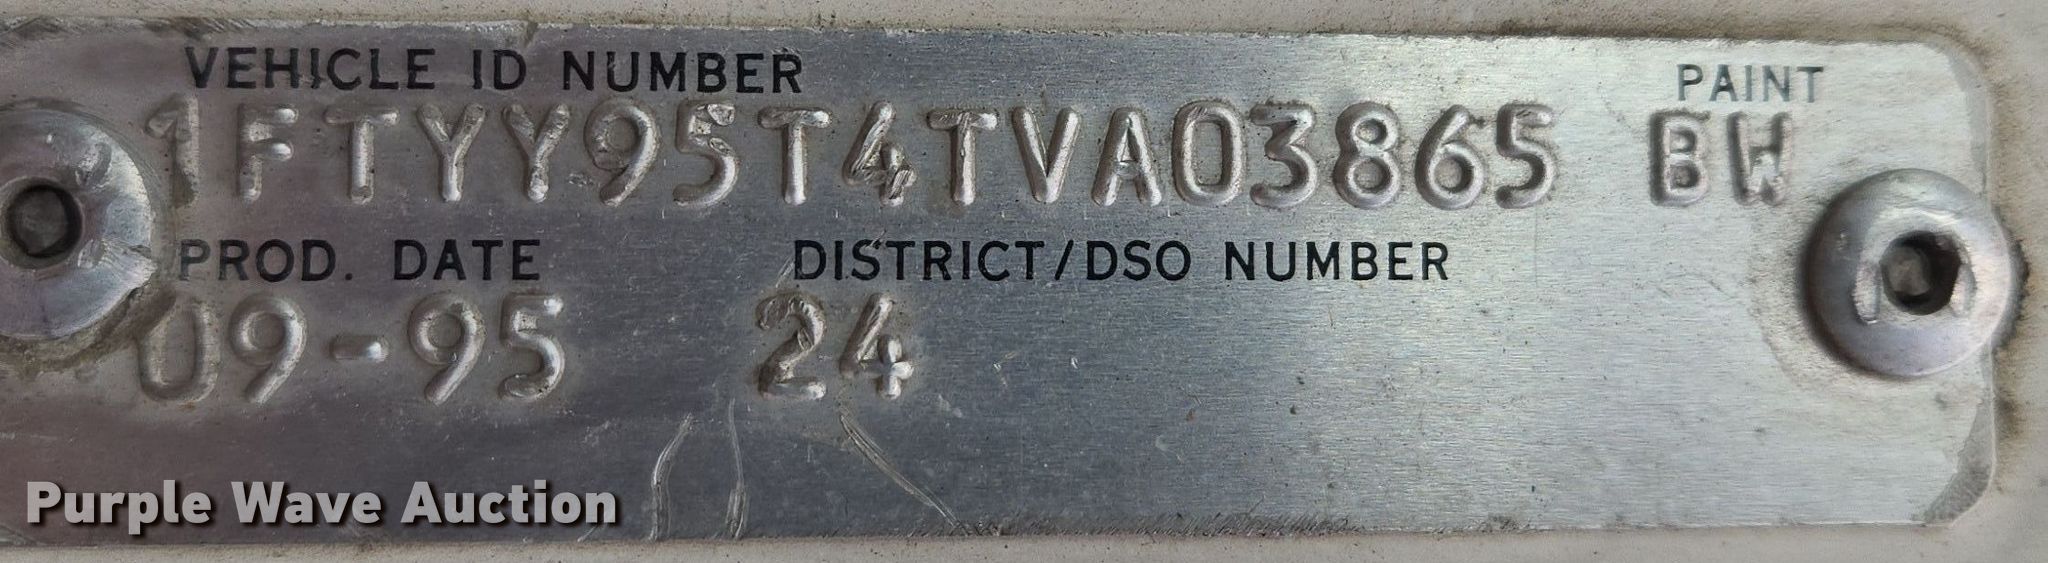 VEHICLE ID NUMBER PAINT
1FTYY95T4TVA03865 BW
PROD. DATE DISTRICT/DSO NUMBER
09-95 24
Purple Wave Auction